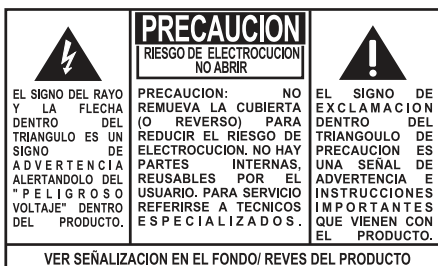 PRECAUCION
RIESGO DE ELECTROCUCION
NO ABRIR
EL SIGNO DEL RAYO
Y LA FLECHA
DENTRO DEL
TRIANGULO ES UN
SIGNO DE
ADVERTENCIA
ALERTANDOLO DEL
"PELIGROSO
VOLTAJE" DENTRO
DEL PRODUCTO.
PRECAUCION: NO
REMUEVA LA CUBIERTA
(O REVERSO) PARA
REDUCIR EL RIESGO DE
ELECTROCUCION. NO HAY
PARTES INTERNAS,
REUSABLES POR EL
USUARIO. PARA SERVICIO
REFERIRSE A TECNICOS
ESPECIALIZADOS.
EL SIGNO DE
EXCLAMACION
DENTRO DEL
TRIANGOULO DE
PRECAUCION ES
UNA SEÑAL DE
ADVERTENCIA E
INSTRUCCIONES
IMPORTANTES
QUE VIENEN CON
EL PRODUCTO.
VER SEÑALIZACION EN EL FONDO/ REVES DEL PRODUCTO